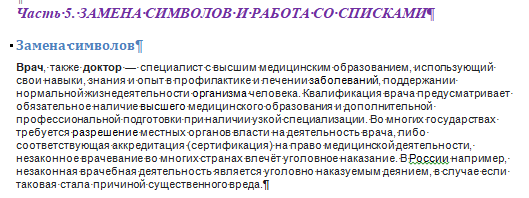 Часть 5. ЗАМЕНА СИМВОЛОВ И РАБОТА СО СПИСКАМИ¶
Замена символов¶
Врач, также доктор — специалист с высшим медицинским образованием, использующий
свои навыки, знания и опыт в профилактике и лечении заболеваний, поддержании
нормальной жизнедеятельности организма человека. Квалификация врача предусматривает
обязательное наличие высшего медицинского образования и дополнительной
профессиональной подготовки при наличии узкой специализации. Во многих государствах
требуется разрешение местных органов власти на деятельность врача, либо
соответствующая аккредитация (сертификация) на право медицинской деятельности,
незаконное врачевание во многих странах влечёт уголовное наказание. В России например,
незаконная врачебная деятельность является уголовно наказуемым деянием, в случае если
таковая стала причиной существенного вреда.¶